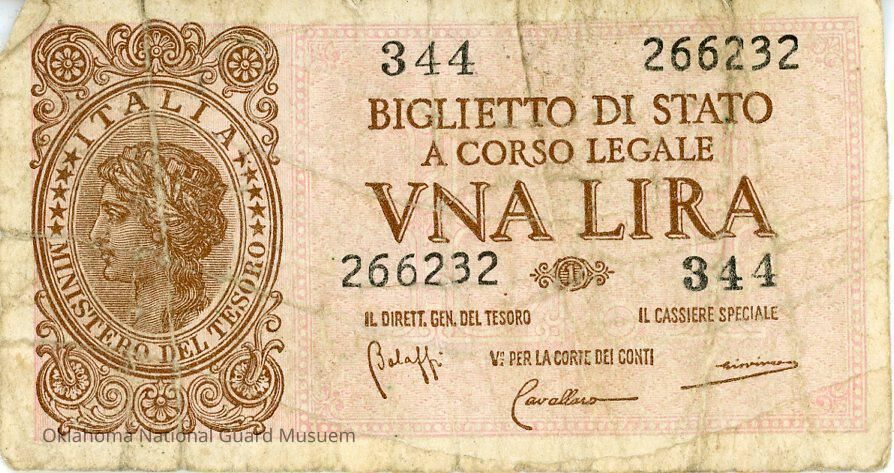 344 266232
BIGLIETTO DI STATO
A CORSO LEGALE
VNA LIRA
266232 344
ITALIA
MINISTERO DEL TESORO
IL DIRETT. GEN. DEL TESORO IL CASSIERE SPECIALE
Bolaffi Vº PER LA CORTE DEI CONTI Giovinco
Cavallaro
Oklahoma National Guard Musuem